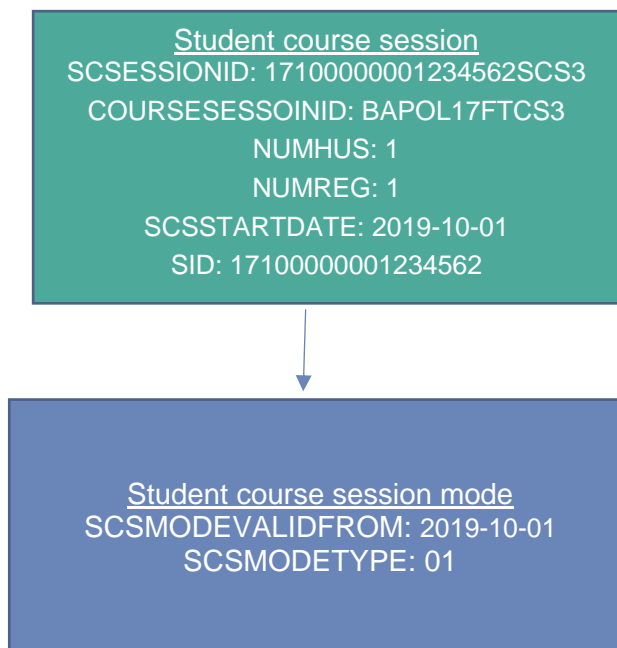 Student course session
SCSESSIONID: 17100000001234562SCS3
COURSESESSOINID: BAPOL17FTCS3
NUMHUS: 1
NUMREG: 1
SCSSTARTDATE: 2019-10-01
SID: 17100000001234562
Student course session mode
SCSMODEVALIDFROM: 2019-10-01
SCSMODETYPE: 01